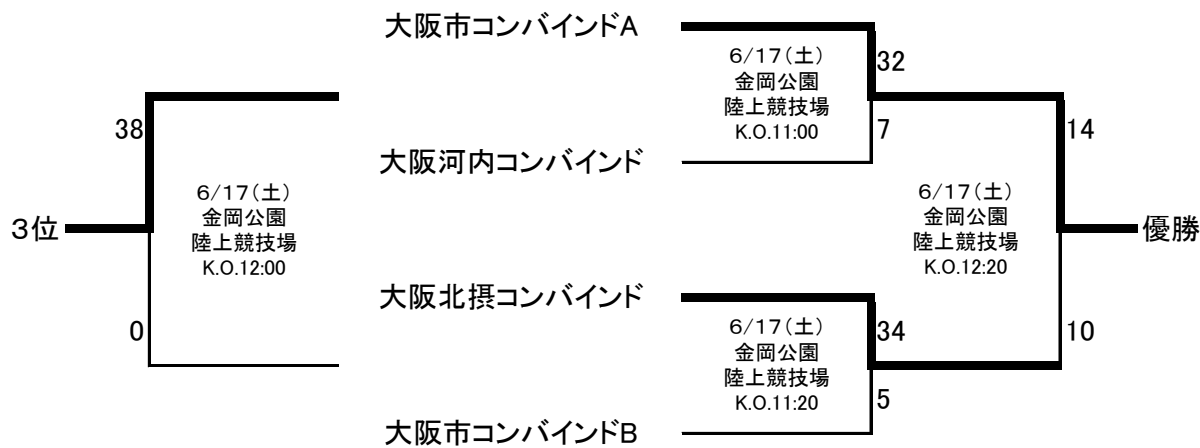 大阪市コンバインドA
6/17(土)
金岡公園
陸上競技場
K.O.11:00
32
7
大阪河内コンバインド
38
0
6/17(土)
金岡公園
陸上競技場
K.O.12:00
3位
14
10
6/17(土)
金岡公園
陸上競技場
K.O.12:20
優勝
大阪北摂コンバインド
6/17(土)
金岡公園
陸上競技場
K.O.11:20
34
5
大阪市コンバインドB